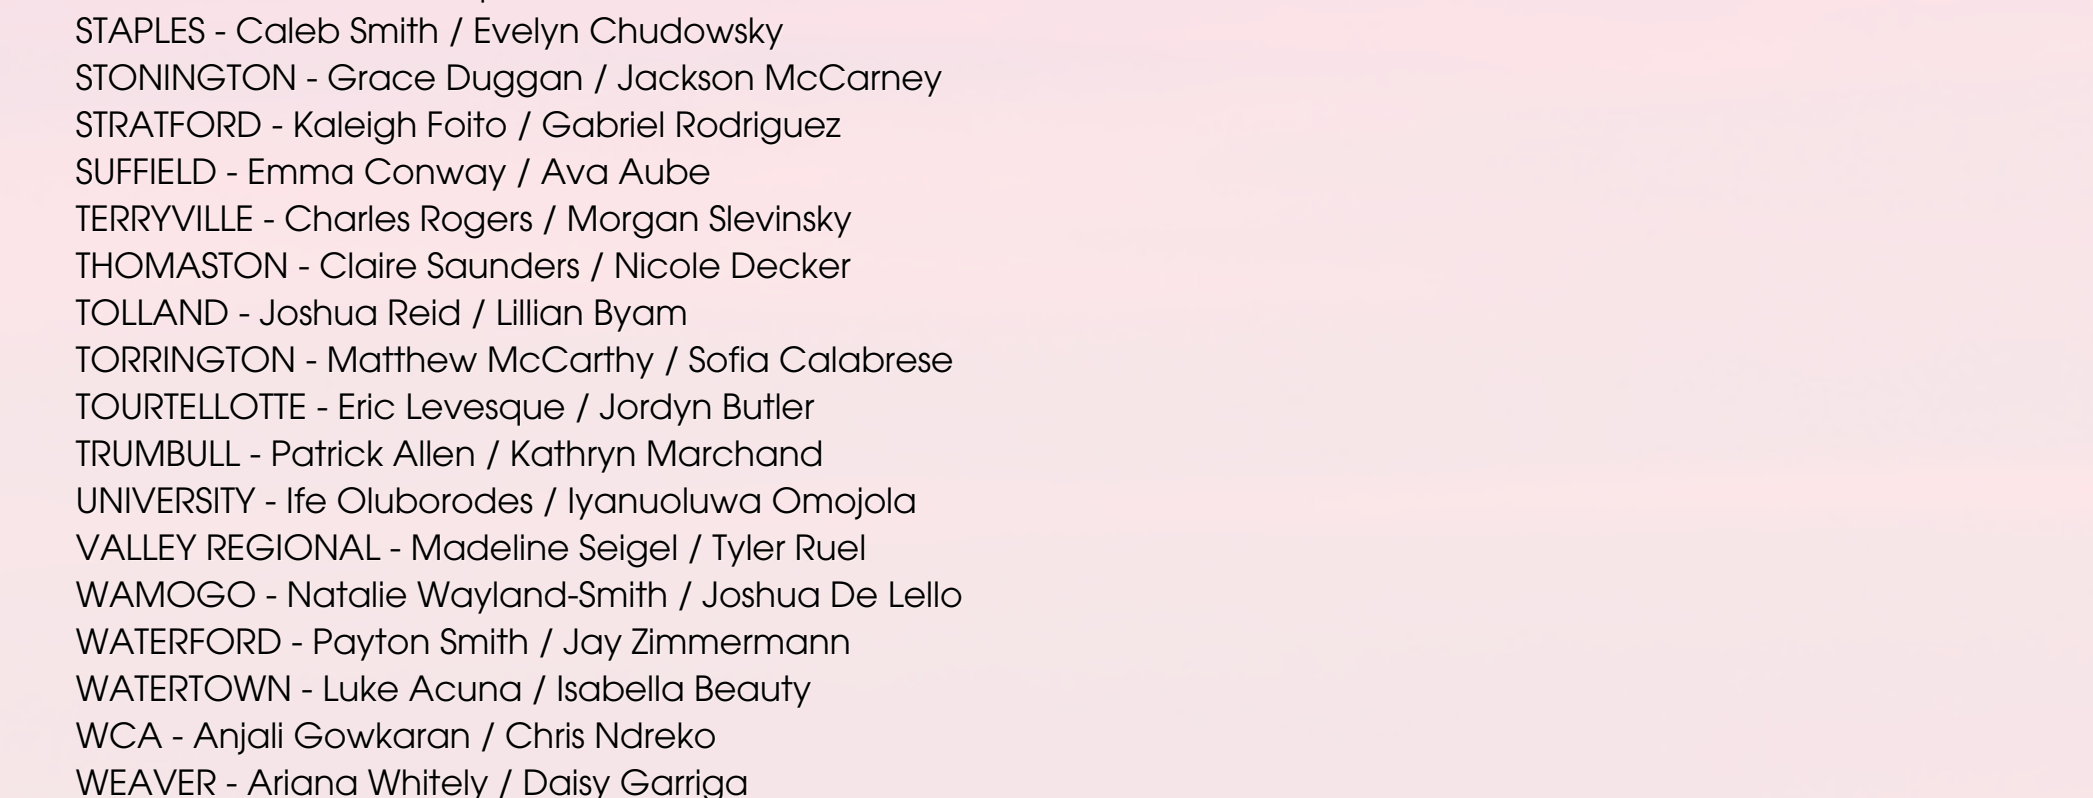 STAPLES - Caleb Smith / Evelyn Chudowsky
STONINGTON - Grace Duggan / Jackson McCarney
STRATFORD - Kaleigh Foito / Gabriel Rodriguez
SUFFIELD - Emma Conway / Ava Aube
TERRYVILLE - Charles Rogers / Morgan Slevinsky
THOMASTON - Claire Saunders / Nicole Decker
TOLLAND - Joshua Reid / Lillian Byam
TORRINGTON - Matthew McCarthy / Sofia Calabrese
TOURTELLOTTE - Eric Levesque / Jordyn Butler
TRUMBULL - Patrick Allen / Kathryn Marchand
UNIVERSITY - Ife Oluborodes / Iyanuoluwa Omojola
VALLEY REGIONAL - Madeline Seigel / Tyler Ruel
WAMOGO - Natalie Wayland-Smith / Joshua De Lello
WATERFORD - Payton Smith / Jay Zimmermann
WATERTOWN - Luke Acuna / Isabella Beauty
WCA - Anjali Gowkaran / Chris Ndreko
WEAVER - Ariana Whitely / Daisy Garriga